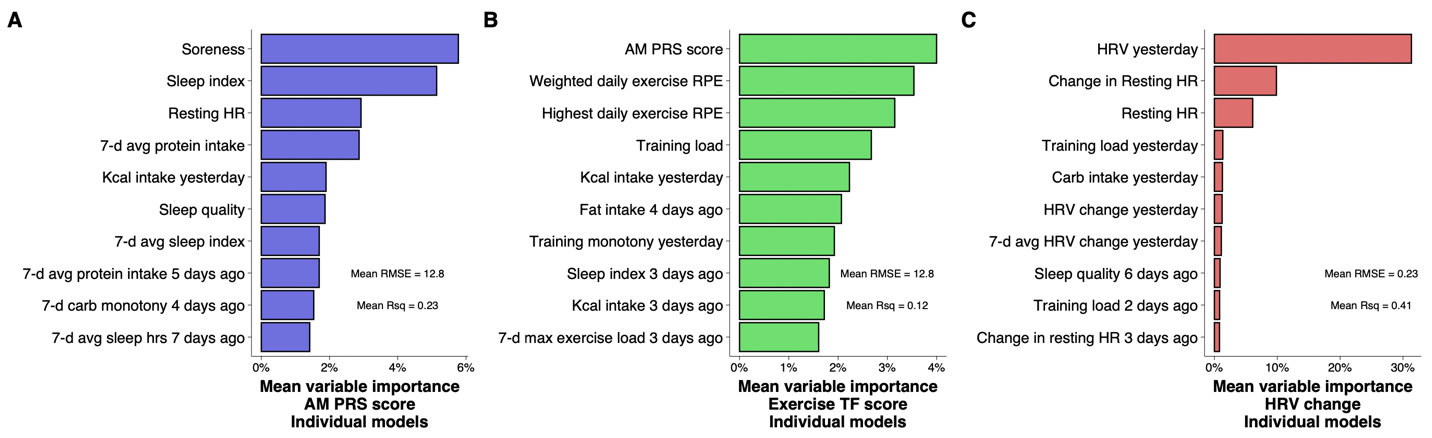 A
Soreness
Sleep index
Resting HR
7-d avg protein intake
Kcal intake yesterday
Sleep quality
7-d avg sleep index
7-d avg protein intake 5 days ago
7-d carb monotony 4 days ago
7-d avg sleep hrs 7 days ago
Mean RMSE = 12.8
Mean Rsq = 0.23
0% 2% 4% 6%
Mean variable importance
AM PRS score
Individual models
B
AM PRS score
Weighted daily exercise RPE
Highest daily exercise RPE
Training load
Kcal intake yesterday
Fat intake 4 days ago
Training monotony yesterday
Sleep index 3 days ago
Kcal intake 3 days ago
7-d max exercise load 3 days ago
Mean RMSE = 12.8
Mean Rsq = 0.12
0% 1% 2% 3% 4%
Mean variable importance
Exercise TF score
Individual models
C
HRV yesterday
Change in Resting HR
Resting HR
Training load yesterday
Carb intake yesterday
HRV change yesterday
7-d avg HRV change yesterday
Sleep quality 6 days ago
Training load 2 days ago
Change in resting HR 3 days ago
Mean RMSE = 0.23
Mean Rsq = 0.41
0% 10% 20% 30%
Mean variable importance
HRV change
Individual models